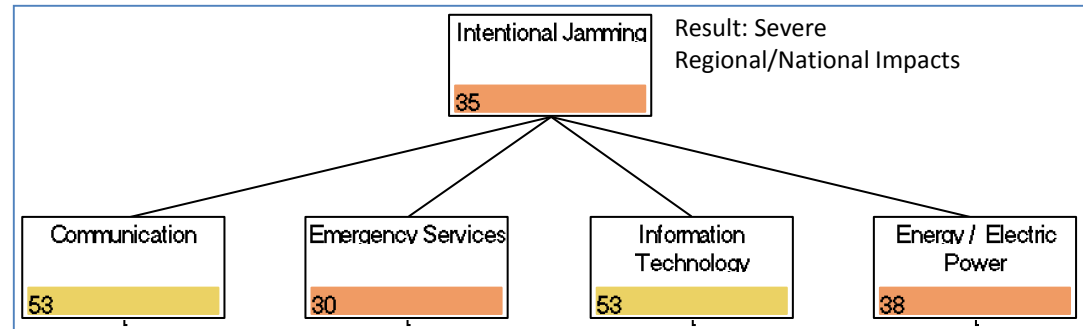 Intentional Jamming
35
Result: Severe
Regional/National Impacts
Communication
53
Emergency Services
30
Information
Technology
53
Energy / Electric
Power
38